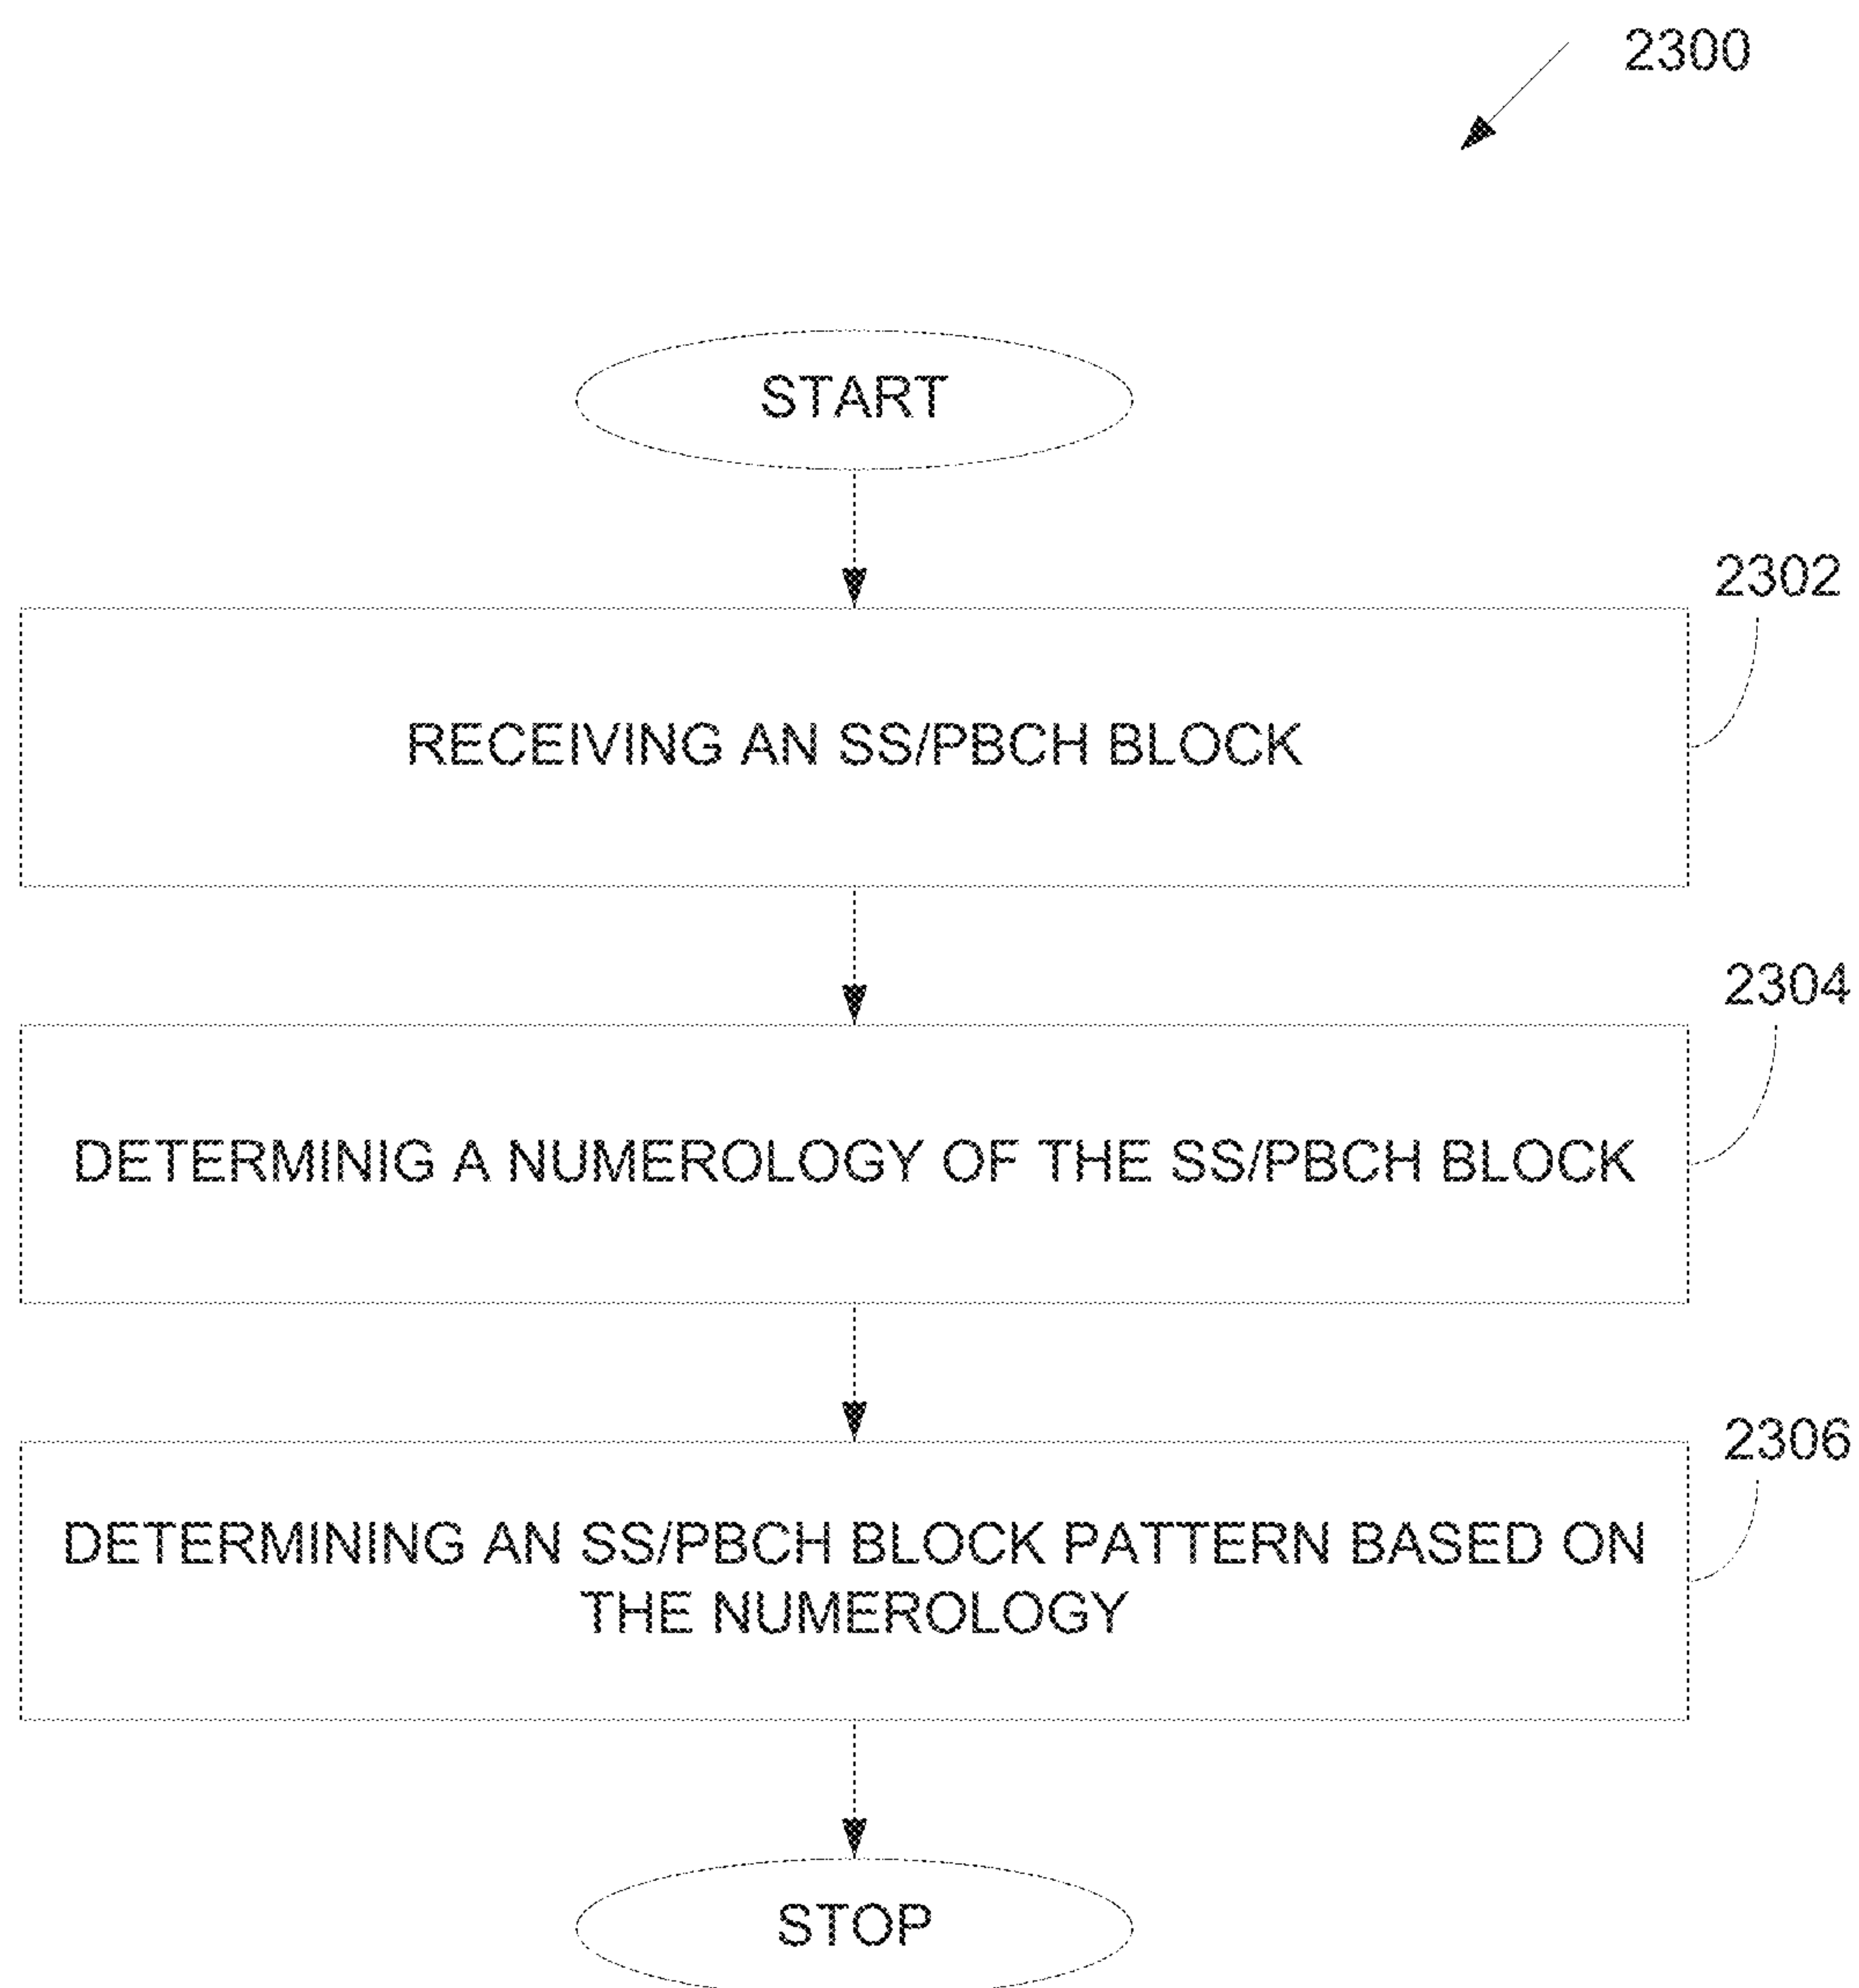 2300
START
2302
RECEIVING AN SS/PBCH BLOCK
2304
DETERMINIG A NUMEROLOGY OF THE SS/PBCH BLOCK
2306
DETERMINING AN SS/PBCH BLOCK PATTERN BASED ON
THE NUMEROLOGY
STOP